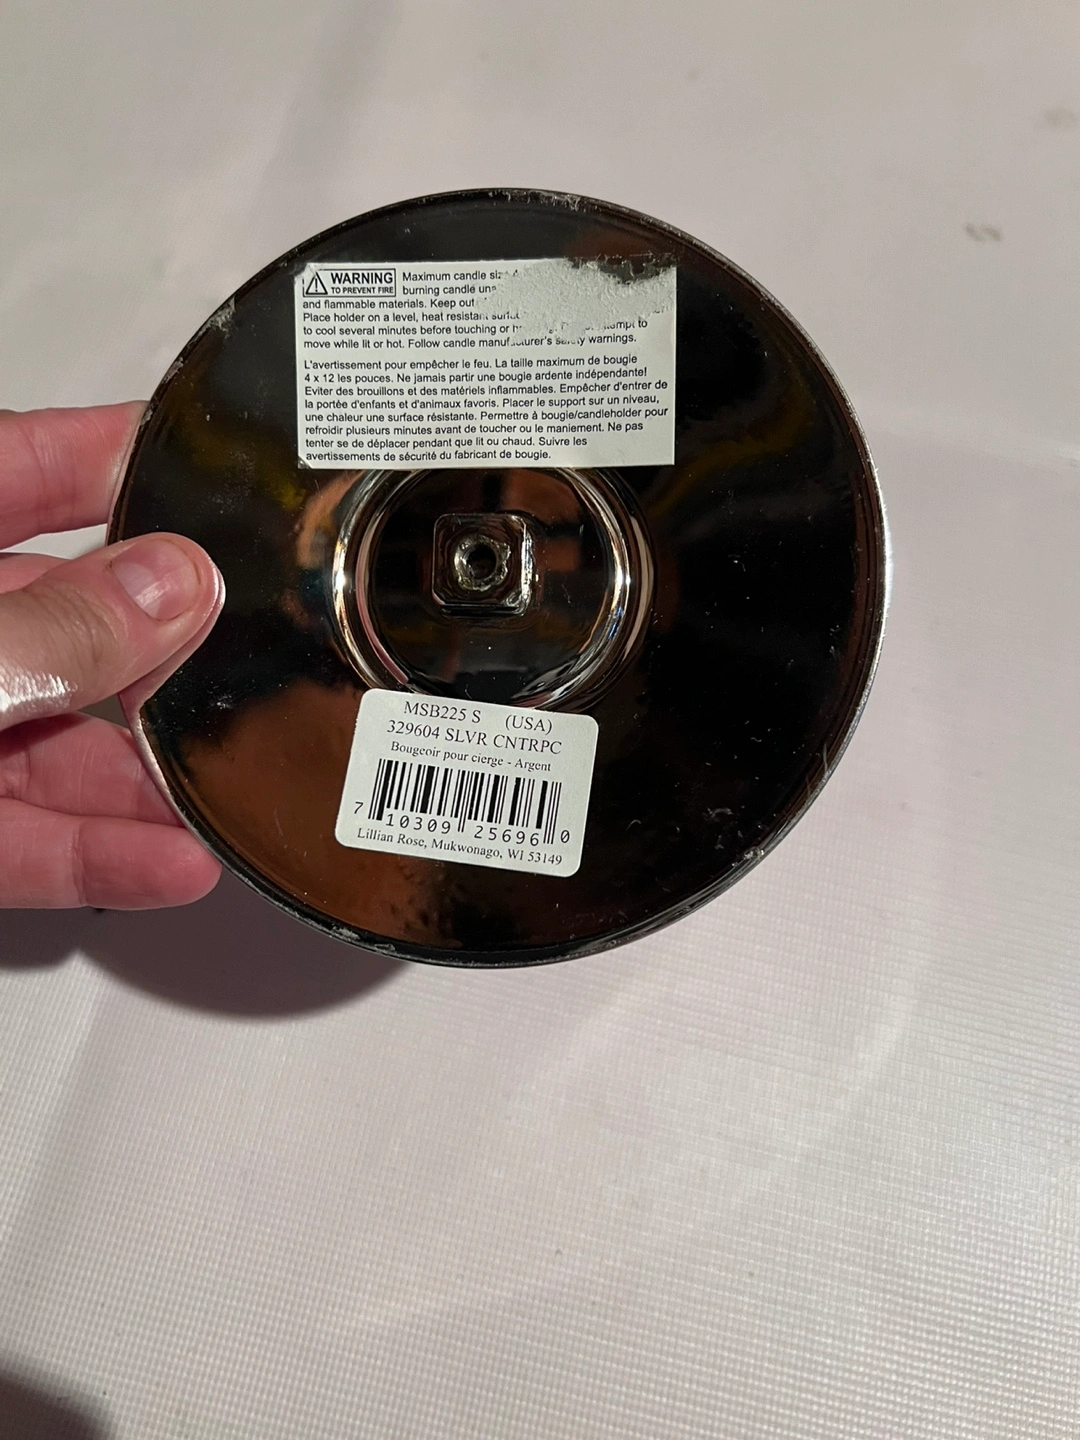 WARNING
TO PREVENT FIRE
Maximum candle
burning candle
and flammable materials. Keep out
Place holder on a level, heat resistant
to cool several minutes before touching or to
move while lit or hot. Follow candle manufacturer's safety warnings.
L'avertissement pour empêcher le feu. La taille maximum de bougie
4 x 12 les pouces. Ne jamais partir une bougie ardente indépendante!
Eviter des brouillons et des matériels inflammables. Empêcher d'entrer de
la portée d'enfants et d'animaux favoris. Placer le support sur un niveau,
une chaleur une surface résistante. Permettre à bougie/candleholder pour
refroidir plusieurs minutes avant de toucher ou le maniement. Ne pas
tenter se de déplacer pendant que lit ou chaud. Suivre les
avertissements de sécurité du fabricant de bougie.
MSB225 S (USA)
329604 SLVR CNTRPC
Bougeoir pour cierge - Argent
7 10309 25696 0
Lillian Rose, Mukwonago, WI 53149